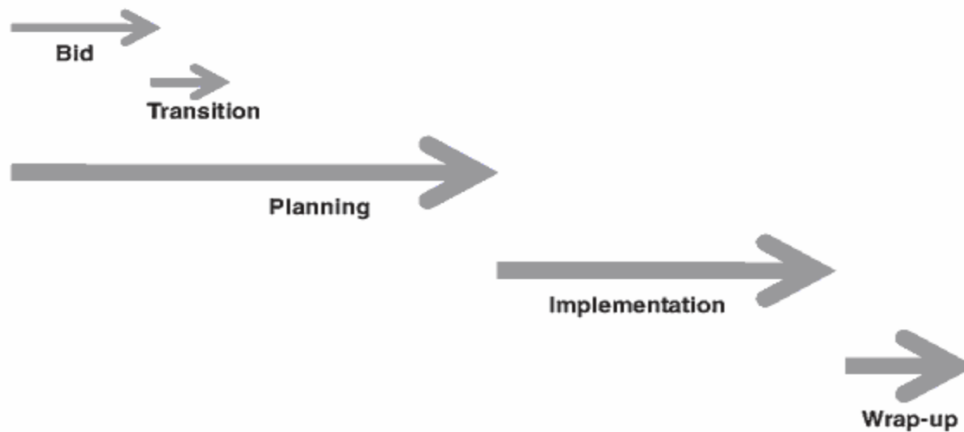 Bid
Transition
Planning
Implementation
Wrap-up